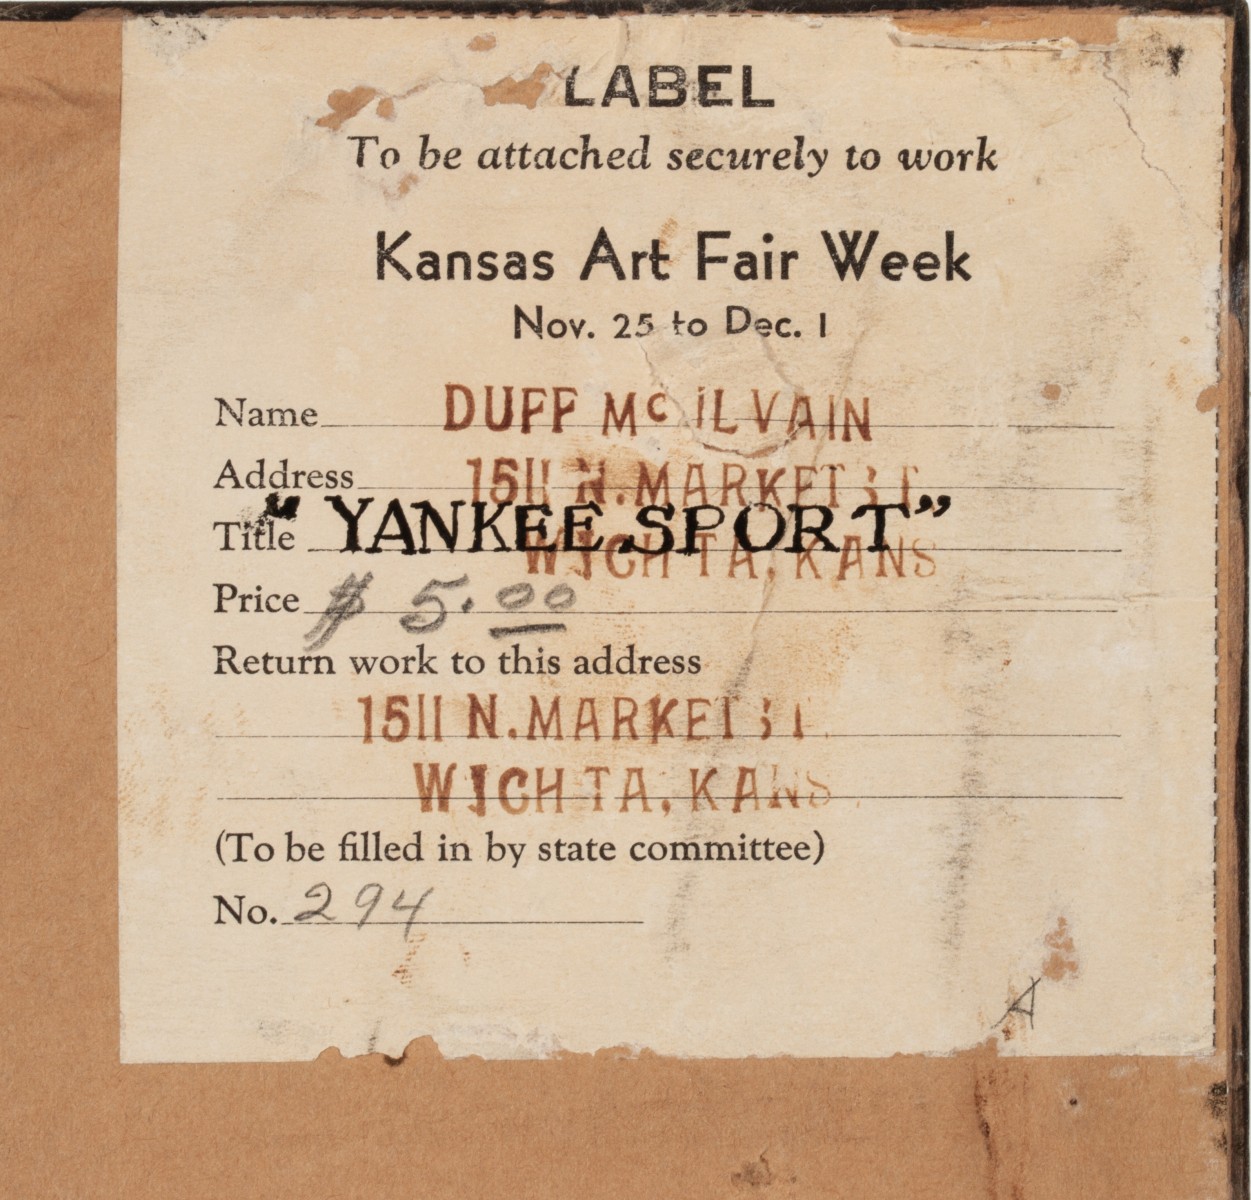 LABEL
To be attached securely to work
Kansas Art Fair Week
Nov. 25 to Dec. 1
Name DUFF Mc ILVAIN
Address 1511 N. MARKET ST.
Title "YANKEE SPORT"
WICHITA, KANS
Price $ 5.00
Return work to this address
1511 N. MARKET ST.
WICHITA, KANS.
(To be filled in by state committee)
No. 294
A